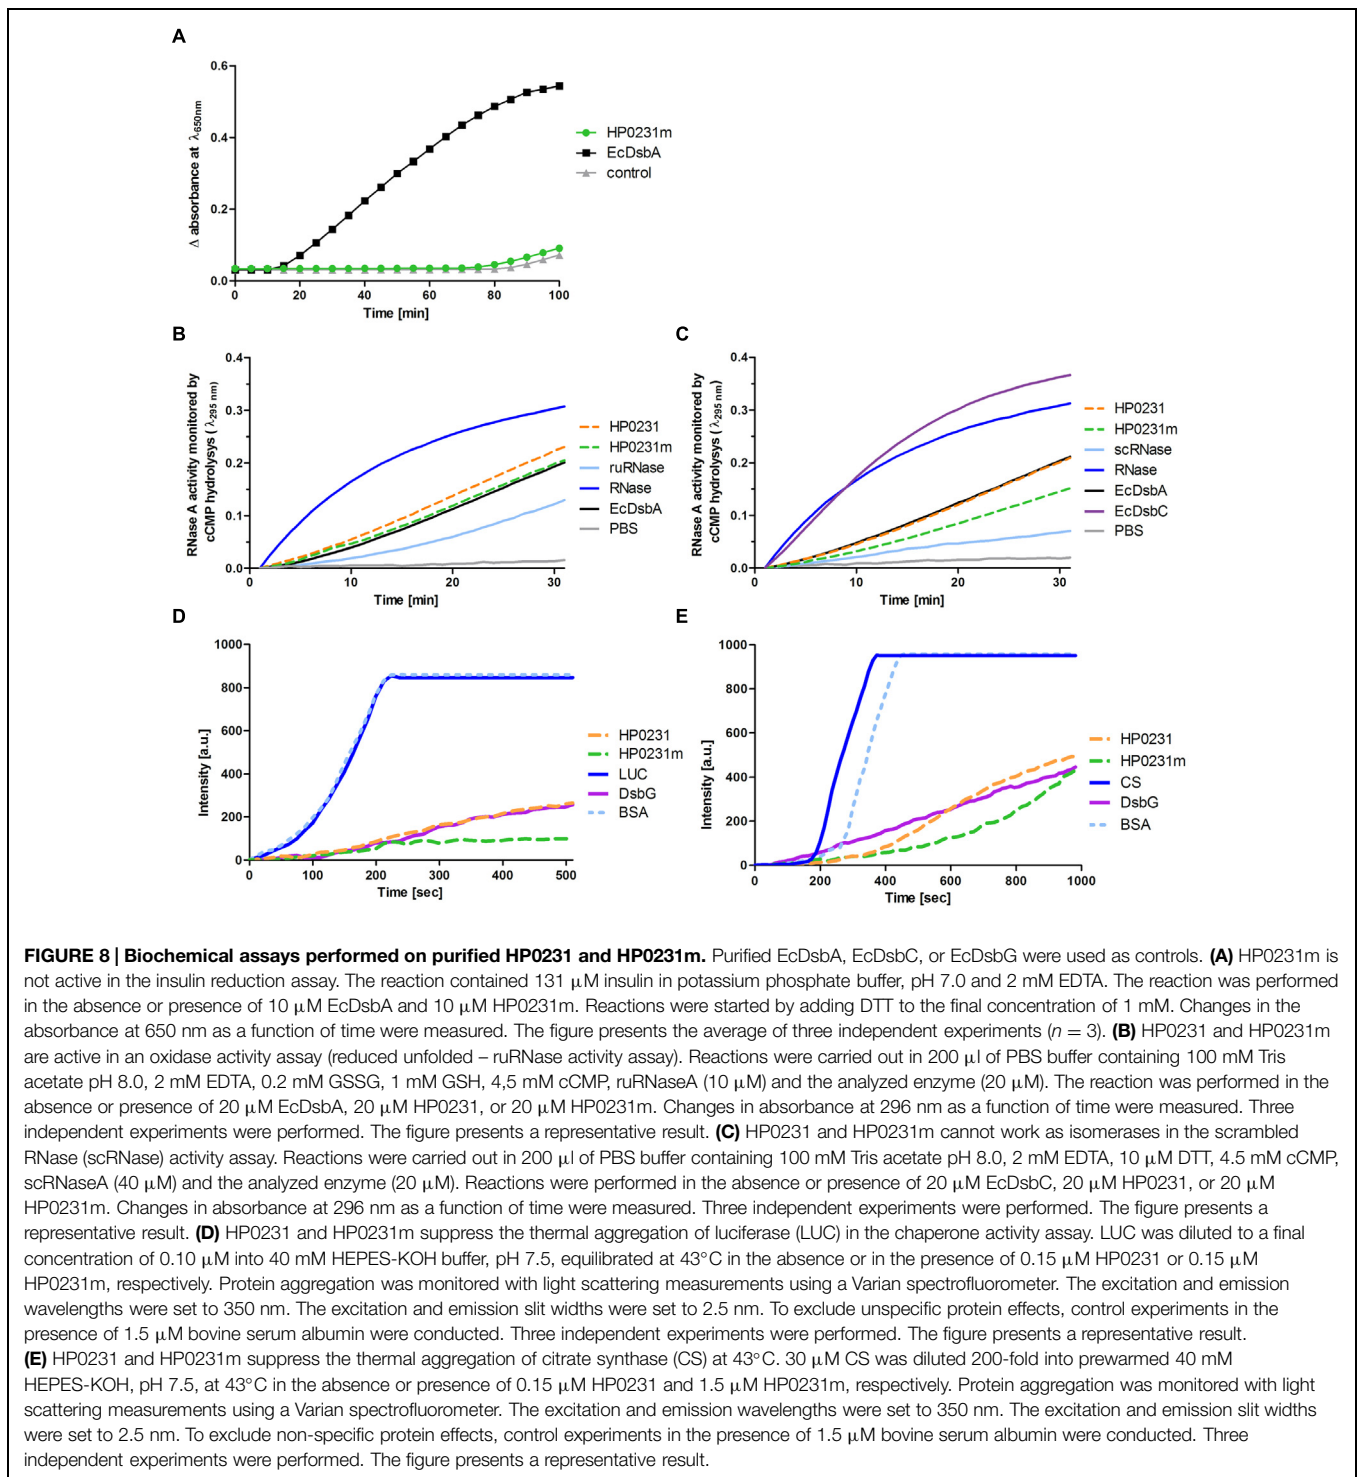 A
0.6
0.4
0.2
0.0
Δ absorbance at λ650nm
0 20 40 60 80 100
Time [min]
HP0231m
EcDsbA
control
B
0.4
0.3
0.2
0.1
0.0
RNase A activity monitored by
cCMP hydrolysis (λ295 nm)
0 10 20 30
Time [min]
HP0231
HP0231m
ruRNase
RNase
EcDsbA
PBS
C
0.4
0.3
0.2
0.1
0.0
RNase A activity monitored by
cCMP hydrolysis (λ295 nm)
0 10 20 30
Time [min]
HP0231
HP0231m
scRNase
RNase
EcDsbA
EcDsbC
PBS
D
1000
800
600
400
200
0
Intensity [a.u.]
0 100 200 300 400 500
Time [sec]
HP0231
HP0231m
LUC
DsbG
BSA
E
1000
800
600
400
200
0
Intensity [a.u.]
0 200 400 600 800 1000
Time [sec]
HP0231
HP0231m
CS
DsbG
BSA
FIGURE 8 | Biochemical assays performed on purified HP0231 and HP0231m. Purified EcDsbA, EcDsbC, or EcDsbG were used as controls. (A) HP0231m is
not active in the insulin reduction assay. The reaction contained 131 μM insulin in potassium phosphate buffer, pH 7.0 and 2 mM EDTA. The reaction was performed
in the absence or presence of 10 μM EcDsbA and 10 μM HP0231m. Reactions were started by adding DTT to the final concentration of 1 mM. Changes in the
absorbance at 650 nm as a function of time were measured. The figure presents the average of three independent experiments (n = 3). (B) HP0231 and HP0231m
are active in an oxidase activity assay (reduced unfolded – ruRNase activity assay). Reactions were carried out in 200 μl of PBS buffer containing 100 mM Tris
acetate pH 8.0, 2 mM EDTA, 0.2 mM GSSG, 1 mM GSH, 4,5 mM cCMP, ruRNaseA (10 μM) and the analyzed enzyme (20 μM). The reaction was performed in the
absence or presence of 20 μM EcDsbA, 20 μM HP0231, or 20 μM HP0231m. Changes in absorbance at 296 nm as a function of time were measured. Three
independent experiments were performed. The figure presents a representative result. (C) HP0231 and HP0231m cannot work as isomerases in the scrambled
RNase (scRNase) activity assay. Reactions were carried out in 200 μl of PBS buffer containing 100 mM Tris acetate pH 8.0, 2 mM EDTA, 10 μM DTT, 4.5 mM cCMP,
scRNaseA (40 μM) and the analyzed enzyme (20 μM). Reactions were performed in the absence or presence of 20 μM EcDsbC, 20 μM HP0231, or 20 μM
HP0231m. Changes in absorbance at 296 nm as a function of time were measured. Three independent experiments were performed. The figure presents a
representative result. (D) HP0231 and HP0231m suppress the thermal aggregation of luciferase (LUC) in the chaperone activity assay. LUC was diluted to a final
concentration of 0.10 μM into 40 mM HEPES-KOH buffer, pH 7.5, equilibrated at 43°C in the absence or in the presence of 0.15 μM HP0231 or 0.15 μM
HP0231m, respectively. Protein aggregation was monitored with light scattering measurements using a Varian spectrofluorometer. The excitation and emission
wavelengths were set to 350 nm. The excitation and emission slit widths were set to 2.5 nm. To exclude unspecific protein effects, control experiments in the
presence of 1.5 μM bovine serum albumin were conducted. Three independent experiments were performed. The figure presents a representative result.
(E) HP0231 and HP0231m suppress the thermal aggregation of citrate synthase (CS) at 43°C. 30 μM CS was diluted 200-fold into prewarmed 40 mM
HEPES-KOH, pH 7.5, at 43°C in the absence or presence of 0.15 μM HP0231 and 1.5 μM HP0231m, respectively. Protein aggregation was monitored with light
scattering measurements using a Varian spectrofluorometer. The excitation and emission wavelengths were set to 350 nm. The excitation and emission slit widths
were set to 2.5 nm. To exclude non-specific protein effects, control experiments in the presence of 1.5 μM bovine serum albumin were conducted. Three
independent experiments were performed. The figure presents a representative result.